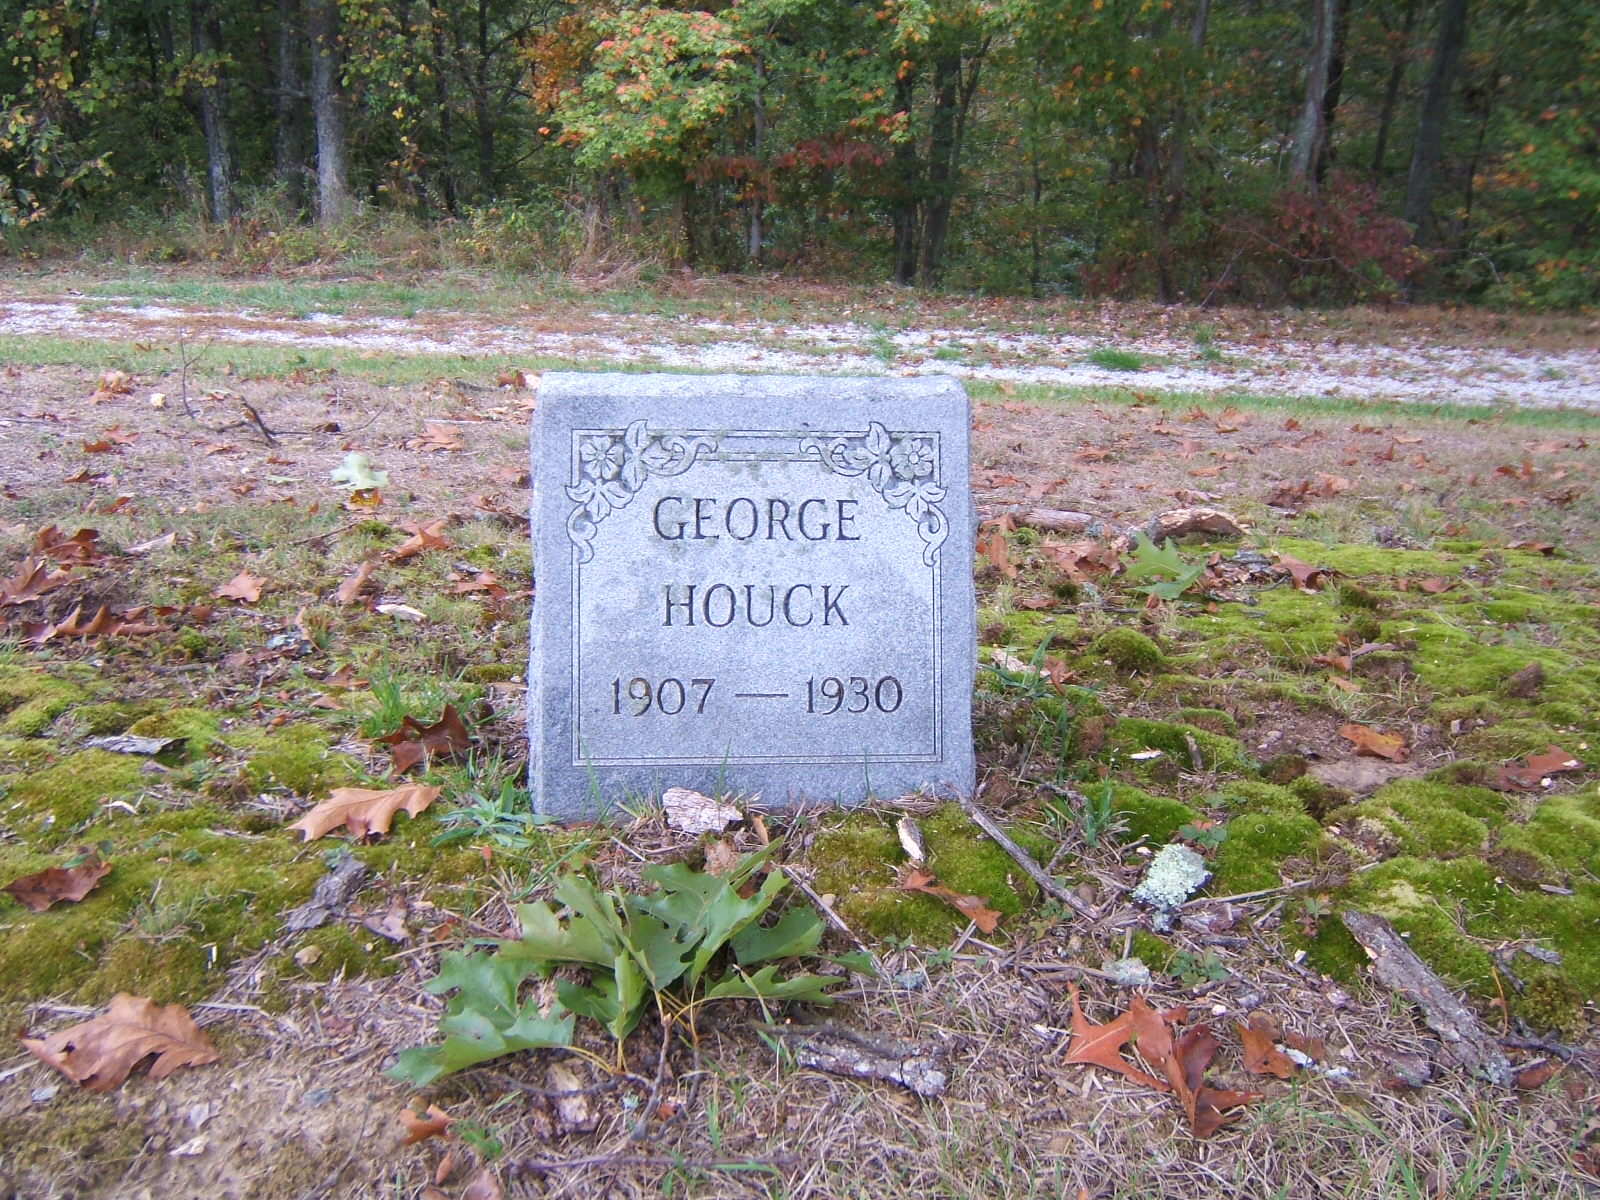 GEORGE
HOUCK
1907 — 1930